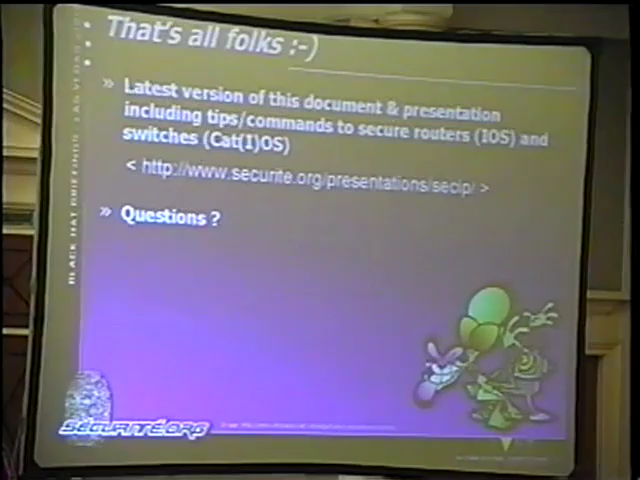 That's all folks :-)
» Latest version of this document & presentation
including tips/commands to secure routers (IOS) and
switches (Cat(I)OS)
< http://www.securite.org/presentations/secip/ >
» Questions ?
BLACK HAT BRIEFINGS LAS VEGAS
SÉCURITÉ.ORG